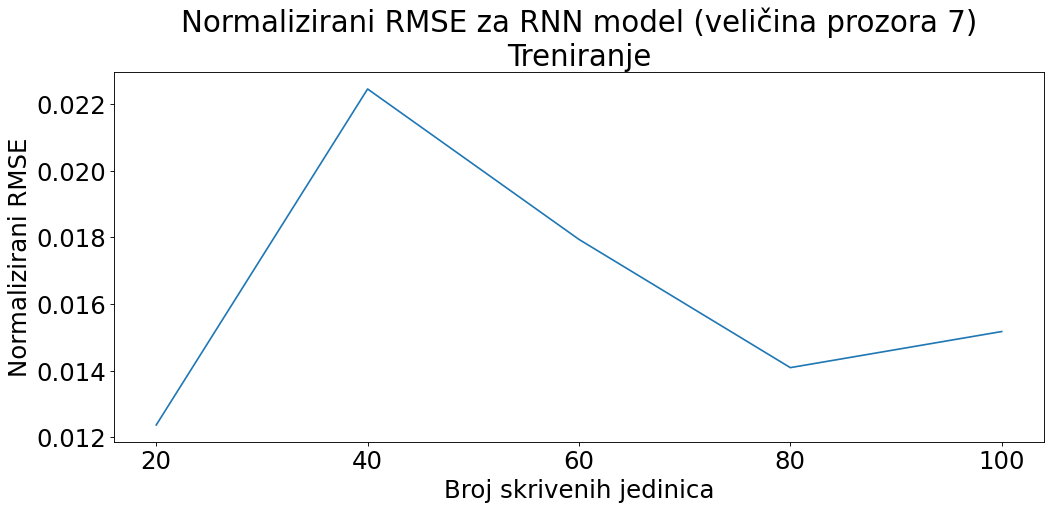 Normalizirani RMSE za RNN model (veličina prozora 7)
Treniranje
Normalizirani RMSE
0.022
0.020
0.018
0.016
0.014
0.012
20 40 60 80 100
Broj skrivenih jedinica